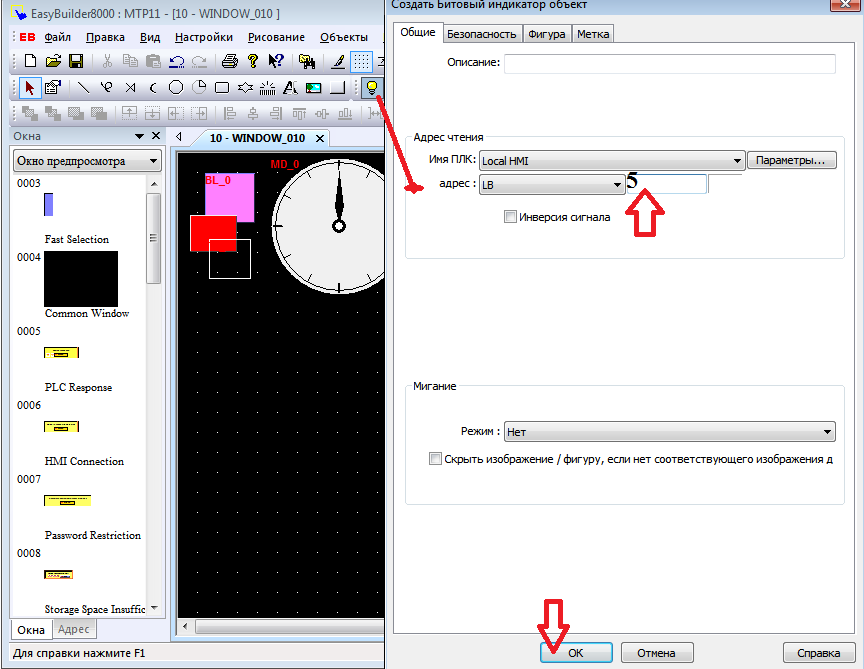 EasyBuilder8000 : MTP11 - [10 - WINDOW_010 ]
EB Файл Правка Вид Настройки Рисование Объекты
Окна
10 - WINDOW_010
Окно предпросмотра
0003
Fast Selection
0004
Common Window
0005
PLC Response
0006
HMI Connection
0007
Password Restriction
0008
Storage Space Insuffic
Окна Адрес
Для справки нажмите F1
BL_0
MD_0
Создать Битовый индикатор объект
Общие Безопасность Фигура Метка
Описание:
Адрес чтения
Имя ПЛК: Local HMI Параметры...
адрес : LB 5
Инверсия сигнала
Мигание
Режим : Нет
Скрыть изображение / фигуру, если нет соответствующего изображения д
OK Отмена Справка